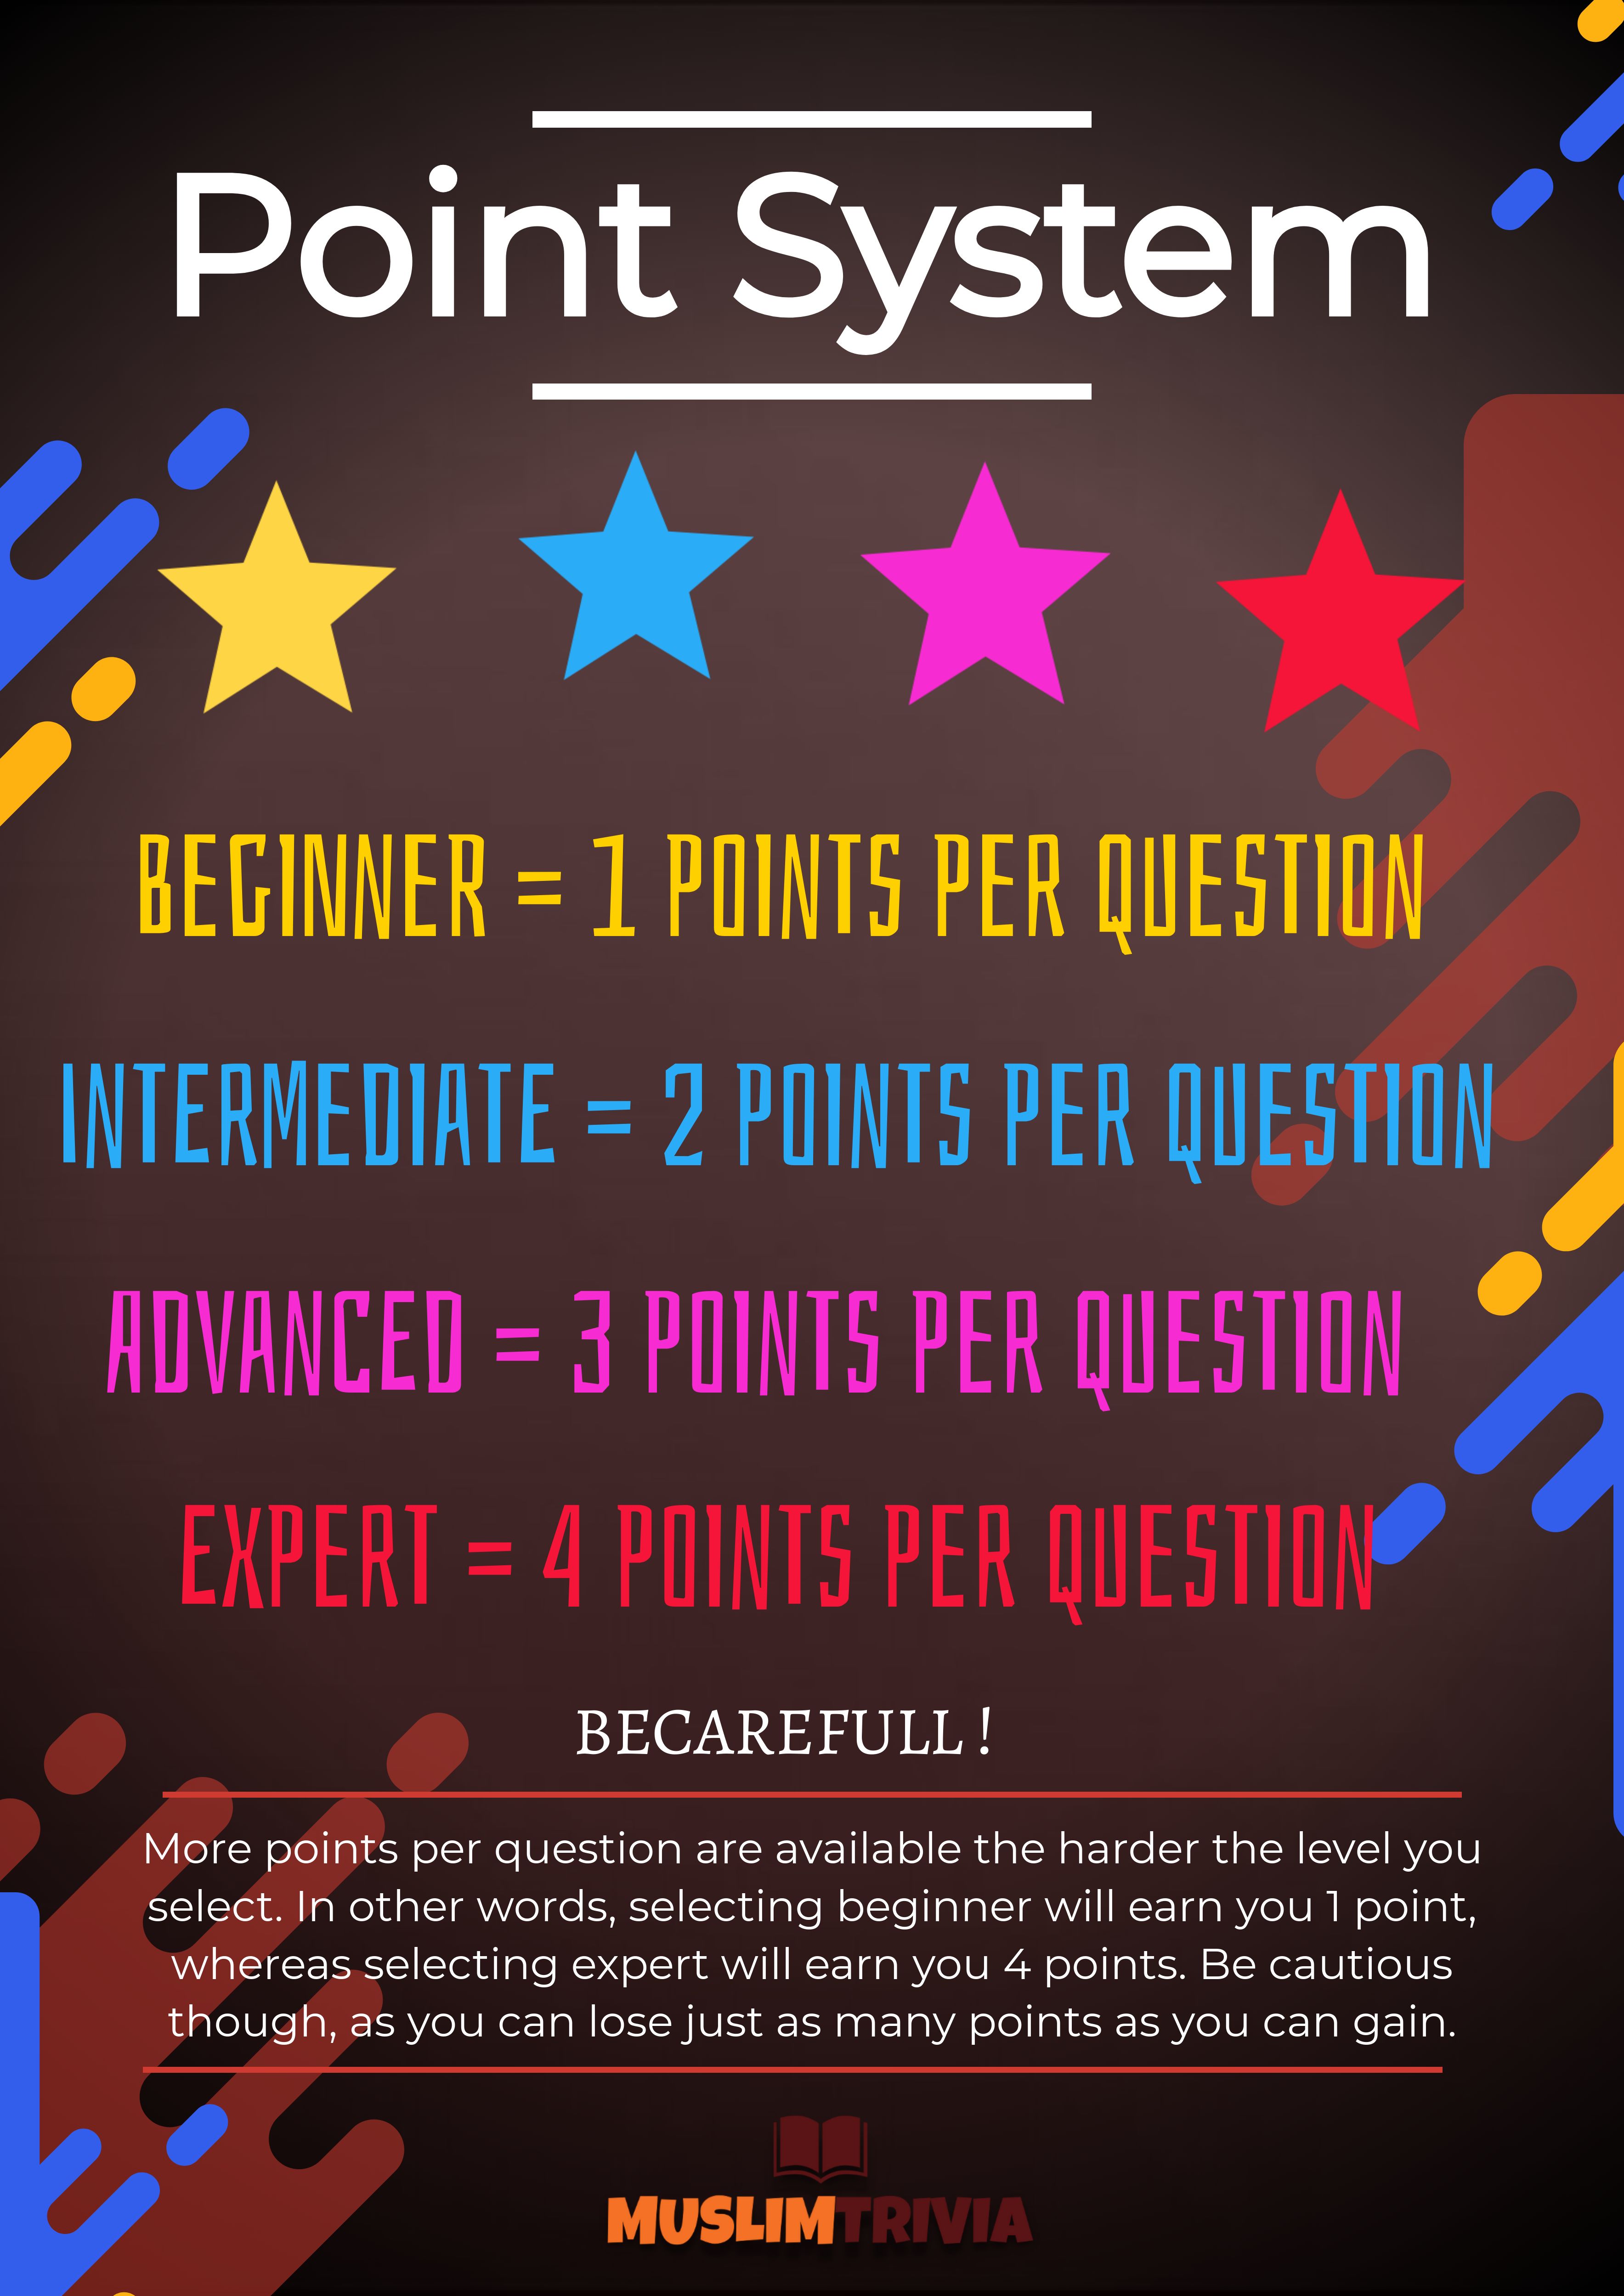 Point System
BEGINNER = 1 POINTS PER QUESTION
INTERMEDIATE = 2 POINTS PER QUESTION
ADVANCED = 3 POINTS PER QUESTION
EXPERT = 4 POINTS PER QUESTION
BECAREFULL !
More points per question are available the harder the level you
select. In other words, selecting beginner will earn you 1 point,
whereas selecting expert will earn you 4 points. Be cautious
though, as you can lose just as many points as you can gain.
MUSLIMTRIVIA